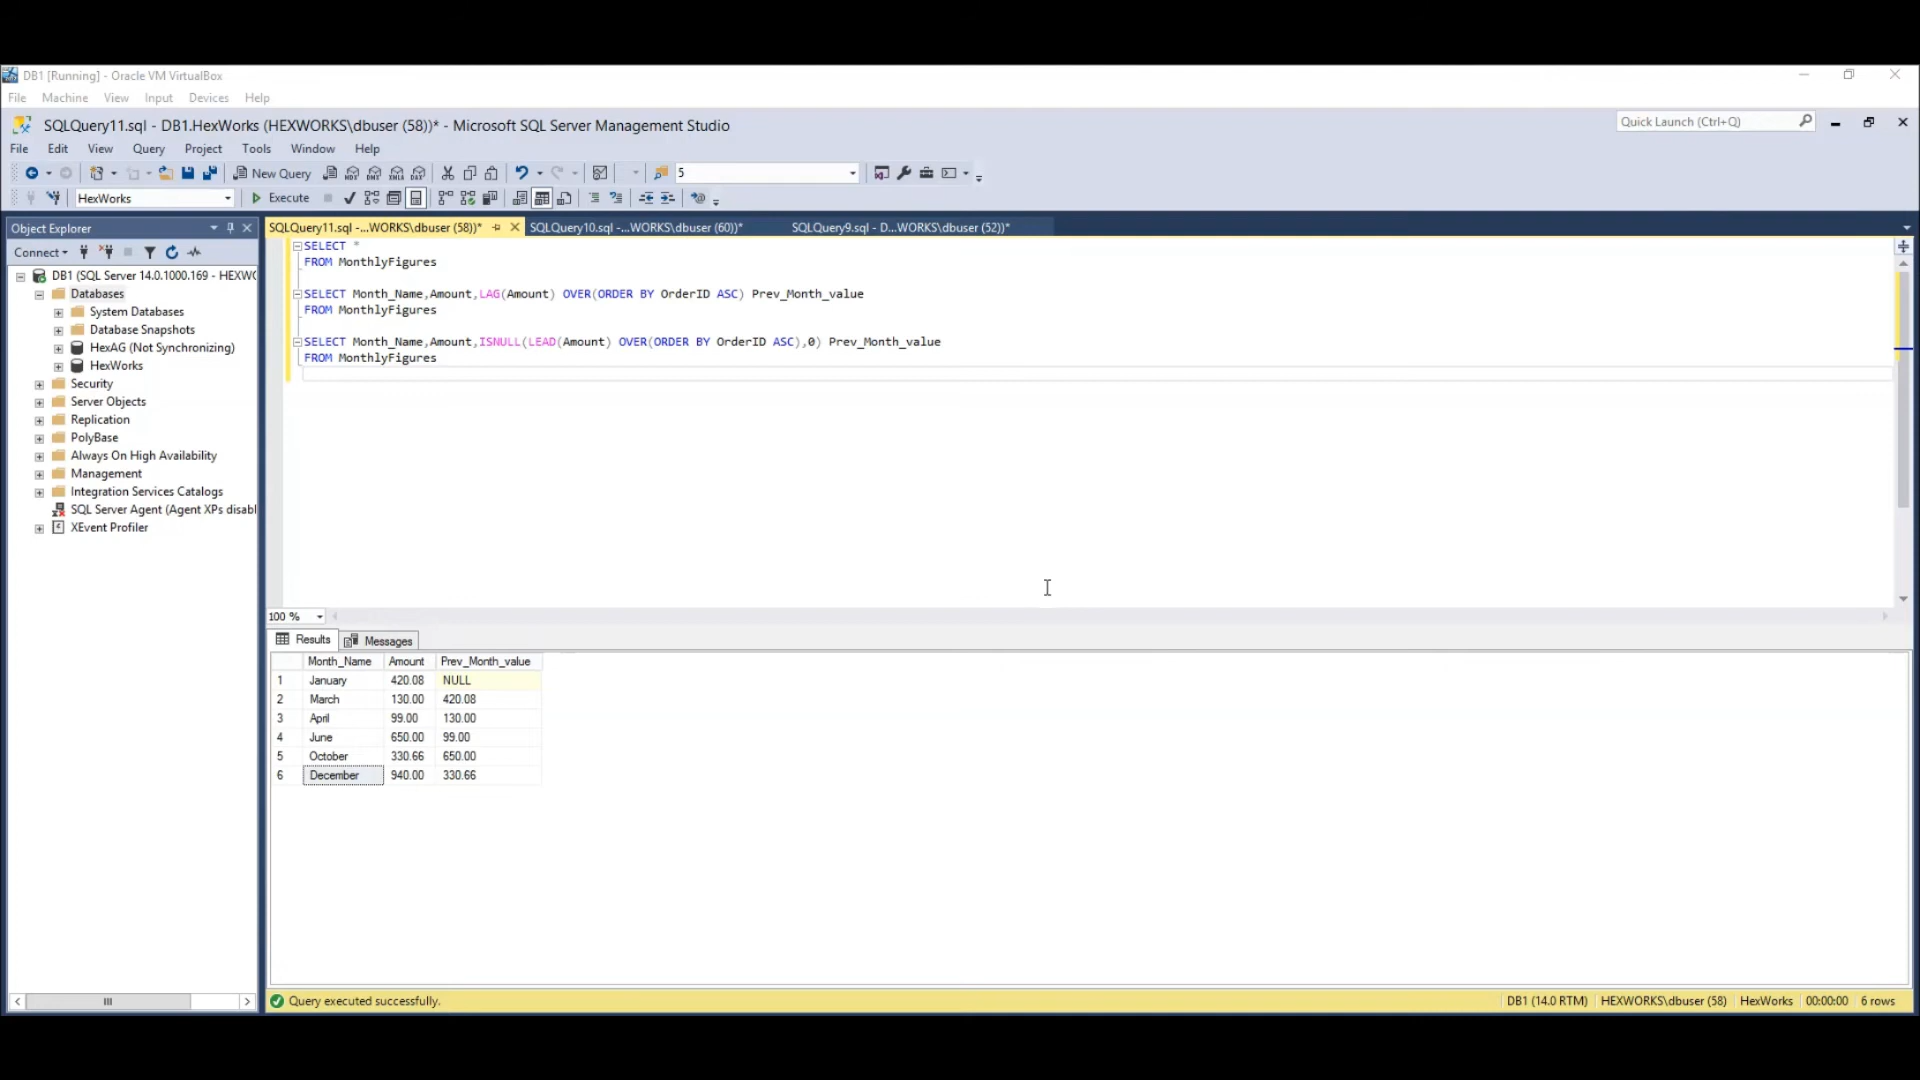 DB1 [Running] - Oracle VM VirtualBox
File Machine View Input Devices Help
SQLQuery11.sql - DB1.HexWorks (HEXWORKS\dbuser (58))* - Microsoft SQL Server Management Studio
Quick Launch (Ctrl+Q)
File Edit View Query Project Tools Window Help
New Query
5
HexWorks
Execute
Object Explorer
SQLQuery11.sql -...WORKS\dbuser (58))*
SQLQuery10.sql -...WORKS\dbuser (60))*
SQLQuery9.sql - D...WORKS\dbuser (52))*
Connect
DB1 (SQL Server 14.0.1000.169 - HEXWO
Databases
System Databases
Database Snapshots
HexAG (Not Synchronizing)
HexWorks
Security
Server Objects
Replication
PolyBase
Always On High Availability
Management
Integration Services Catalogs
SQL Server Agent (Agent XPs disabl
XEvent Profiler
SELECT *
FROM MonthlyFigures
SELECT Month_Name,Amount,LAG(Amount) OVER(ORDER BY OrderID ASC) Prev_Month_value
FROM MonthlyFigures
SELECT Month_Name,Amount,ISNULL(LEAD(Amount) OVER(ORDER BY OrderID ASC),0) Prev_Month_value
FROM MonthlyFigures
100 %
Results Messages
Month_Name Amount Prev_Month_value
1 January 420.08 NULL
2 March 130.00 420.08
3 April 99.00 130.00
4 June 650.00 99.00
5 October 330.66 650.00
6 December 940.00 330.66
Query executed successfully.
DB1 (14.0 RTM) HEXWORKS\dbuser (58) HexWorks 00:00:00 6 rows